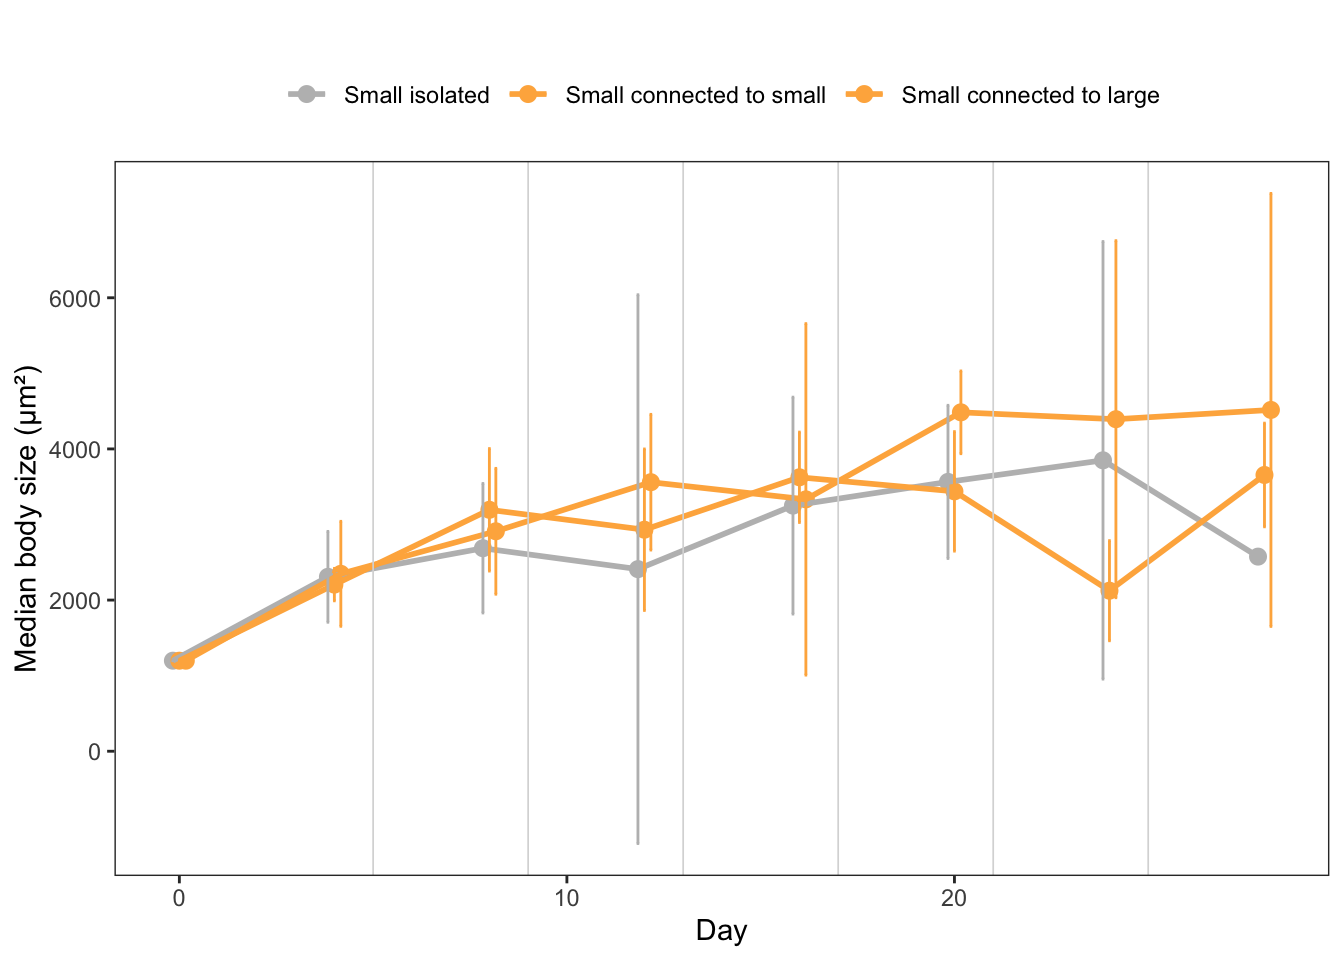 Small isolated Small connected to small Small connected to large
Median body size (μm²)
6000
4000
2000
0
0 10 20
Day